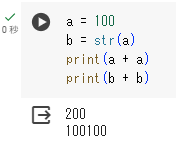 0 秒
a = 100
b = str(a)
print(a + a)
print(b + b)
200
100100